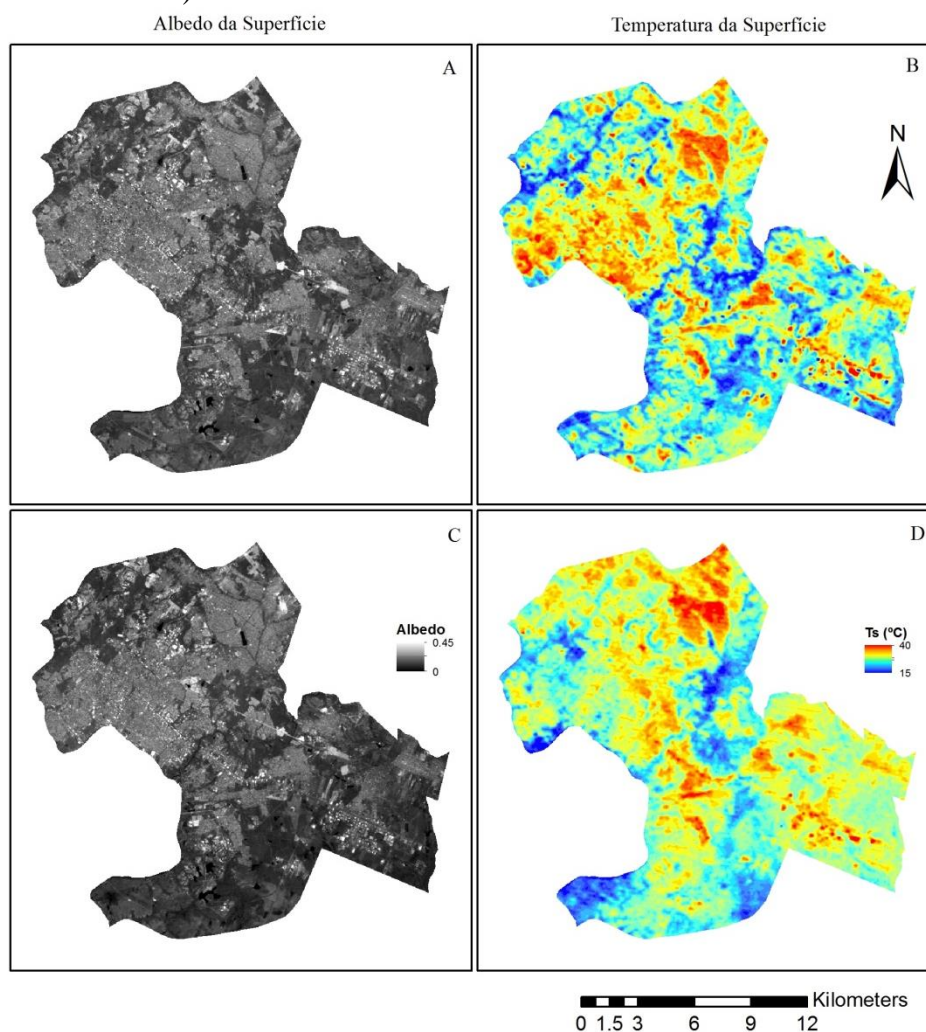 )
Albedo da Superfície
Temperatura da Superfície
A
B
N
C
D
Albedo
0.45
0
Ts (ºC)
40
15
Kilometers
0 1.5 3 6 9 12